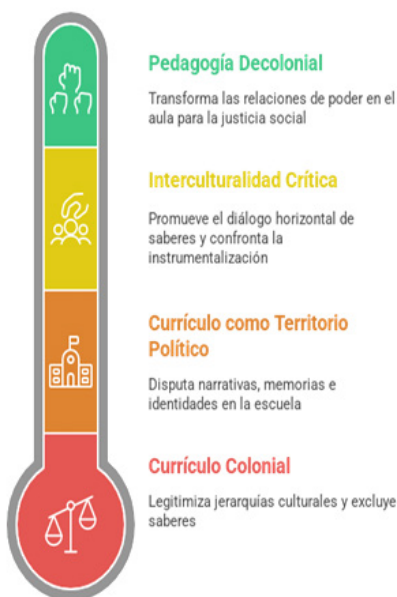 Pedagogía Decolonial
Transforma las relaciones de poder en el
aula para la justicia social
Interculturalidad Crítica
Promueve el diálogo horizontal de
saberes y confronta la
instrumentalización
Currículo como Territorio
Político
Disputa narrativas, memorias e
identidades en la escuela
Currículo Colonial
Legitimiza jerarquías culturales y excluye
saberes